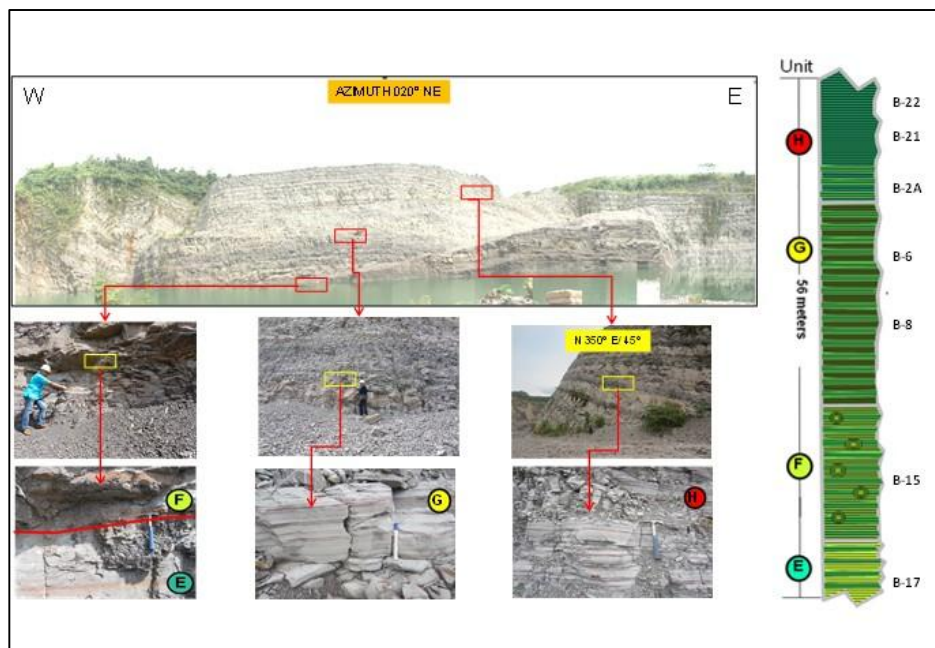 W
AZIMUTH 020° NE
E
N 350° E/ 45°
F
E
G
H
Unit
H
G
56 meters
F
E
B-22
B-21
B-2A
B-6
B-8
B-15
B-17